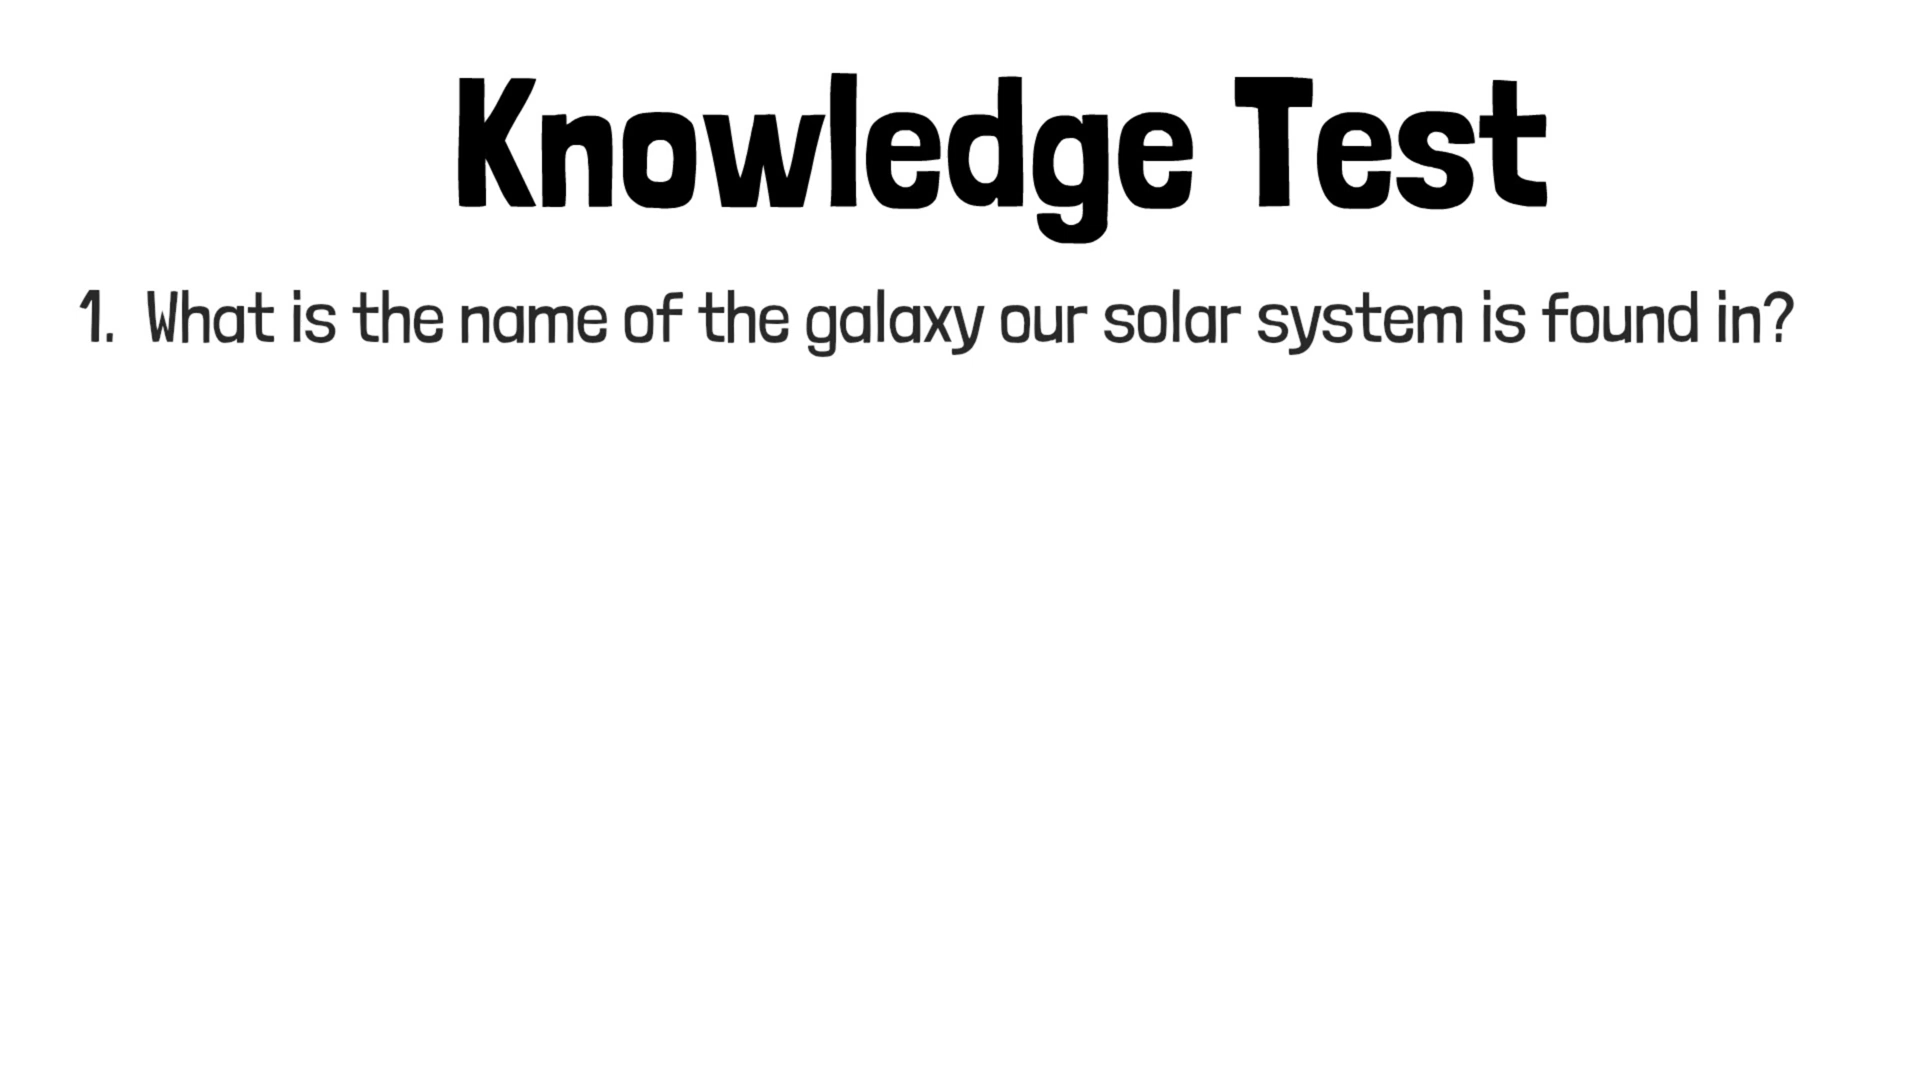 Knowledge Test
1. What is the name of the galaxy our solar system is found in?